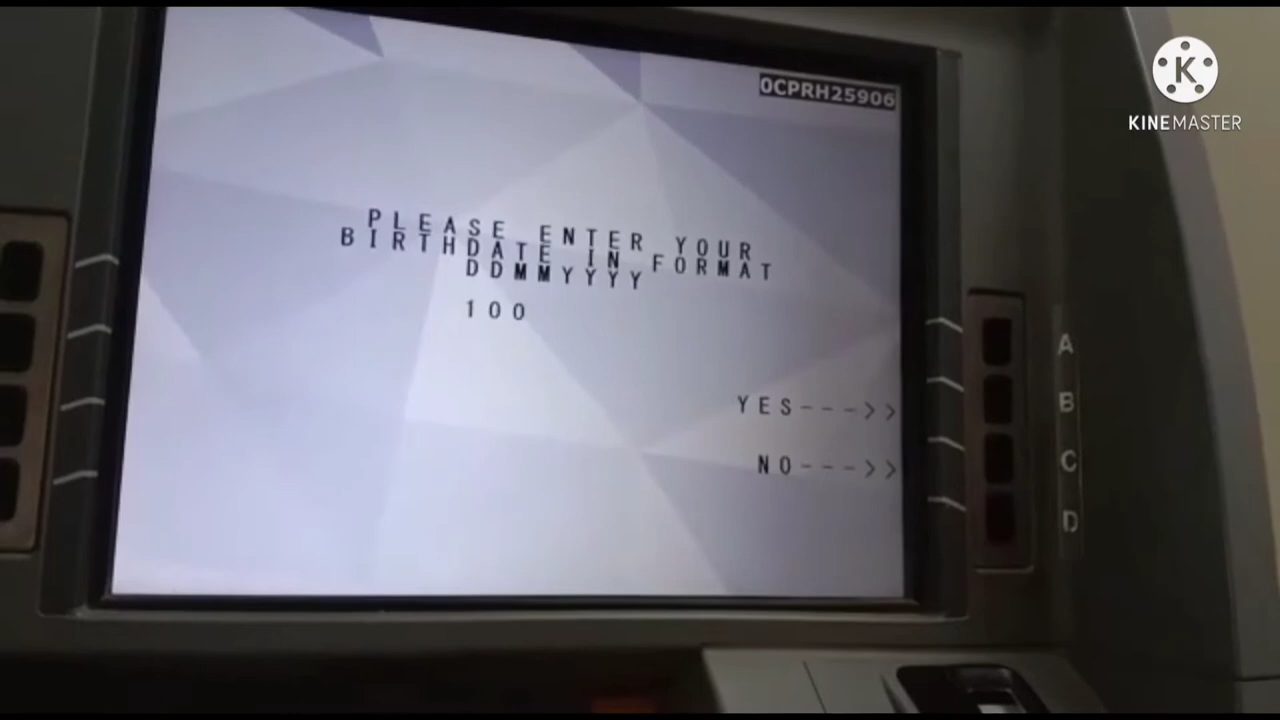 0CPRH25906
K
KINEMASTER
PLEASE ENTER YOUR
BIRTHDATE IN FORMAT
DDMMYYYY
100
YES--->>
NO--->>
A
B
C
D